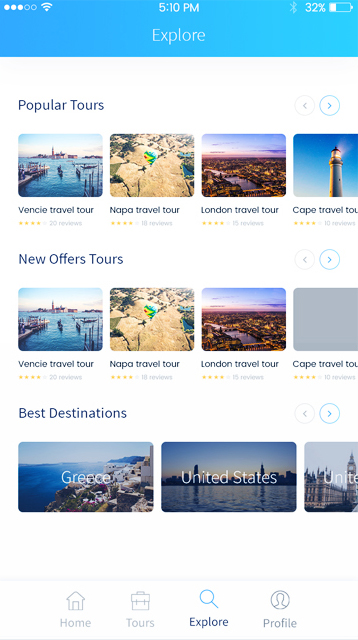 5:10 PM 32%
Explore
Popular Tours
Vencie travel tour Napa travel tour London travel tour Cape travel tou
20 reviews 18 reviews 15 reviews 10 reviews
New Offers Tours
Vencie travel tour Napa travel tour London travel tour Cape travel tou
20 reviews 18 reviews 15 reviews 10 reviews
Best Destinations
Greece United States Unite
Home Tours Explore Profile